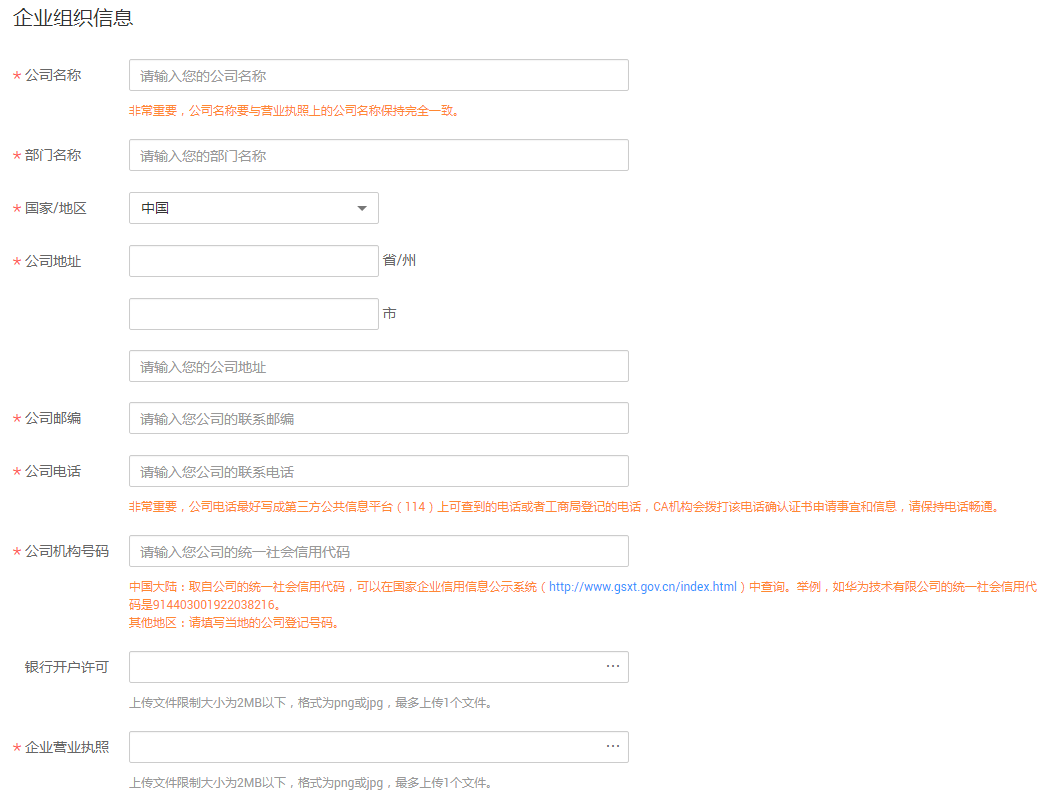 企业组织信息
* 公司名称 请输入您的公司名称
非常重要，公司名称要与营业执照上的公司名称保持完全一致。
* 部门名称 请输入您的部门名称
* 国家/地区 中国
* 公司地址 省/州
市
请输入您的公司地址
* 公司邮编 请输入您公司的联系邮编
* 公司电话 请输入您公司的联系电话
非常重要，公司电话最好写成第三方公共信息平台（114）上可查到的电话或者工商局登记的电话，CA机构会拨打该电话确认证书申请事宜和信息，请保持电话畅通。
* 公司机构号码 请输入您公司的统一社会信用代码
中国大陆：取自公司的统一社会信用代码，可以在国家企业信用信息公示系统（http://www.gsxt.gov.cn/index.html）中查询。举例，如华为技术有限公司的统一社会信用代
码是914403001922038216。
其他地区：请填写当地的公司登记号码。
银行开户许可 ...
上传文件限制大小为2MB以下，格式为png或jpg，最多上传1个文件。
* 企业营业执照 ...
上传文件限制大小为2MB以下，格式为png或jpg，最多上传1个文件。